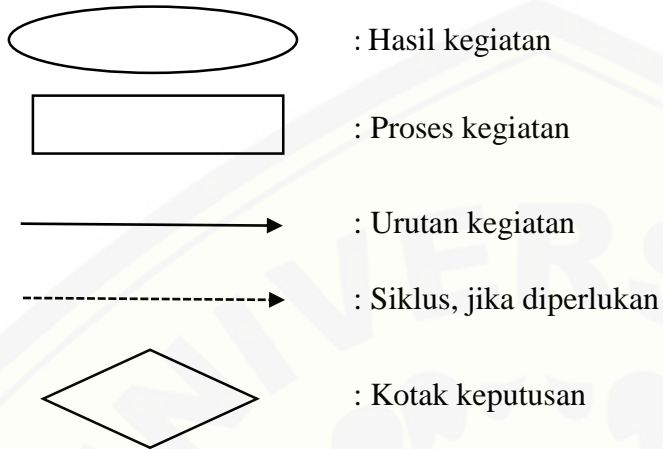 : Hasil kegiatan
: Proses kegiatan
: Urutan kegiatan
: Siklus, jika diperlukan
: Kotak keputusan